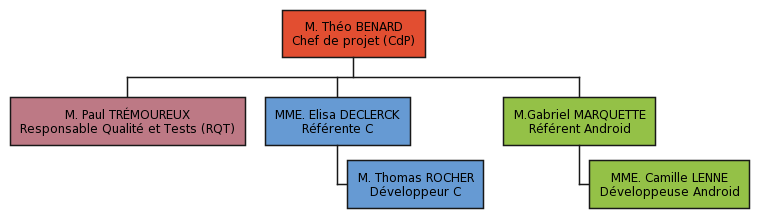 M. Théo BENARD
Chef de projet (CdP)
M. Paul TRÉMOUREUX
Responsable Qualité et Tests (RQT)
MME. Elisa DECLERCK
Référente C
M.Gabriel MARQUETTE
Référent Android
M. Thomas ROCHER
Développeur C
MME. Camille LENNE
Développeuse Android